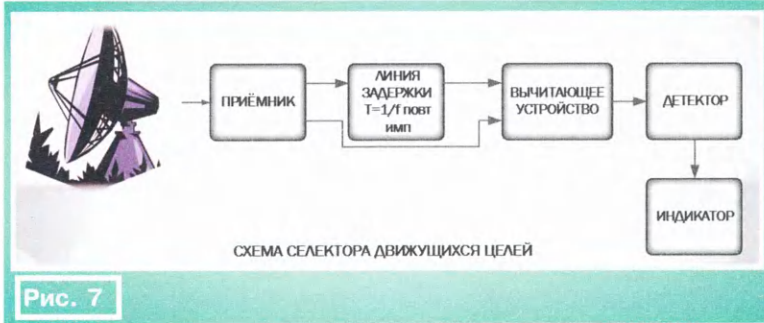 ПРИЁМНИК
ЛИНИЯ
ЗАДЕРЖКИ
T=1/f повт
имп
ВЫЧИТАЮЩЕЕ
УСТРОЙСТВО
ДЕТЕКТОР
ИНДИКАТОР
СХЕМА СЕЛЕКТОРА ДВИЖУЩИХСЯ ЦЕЛЕЙ
Рис. 7